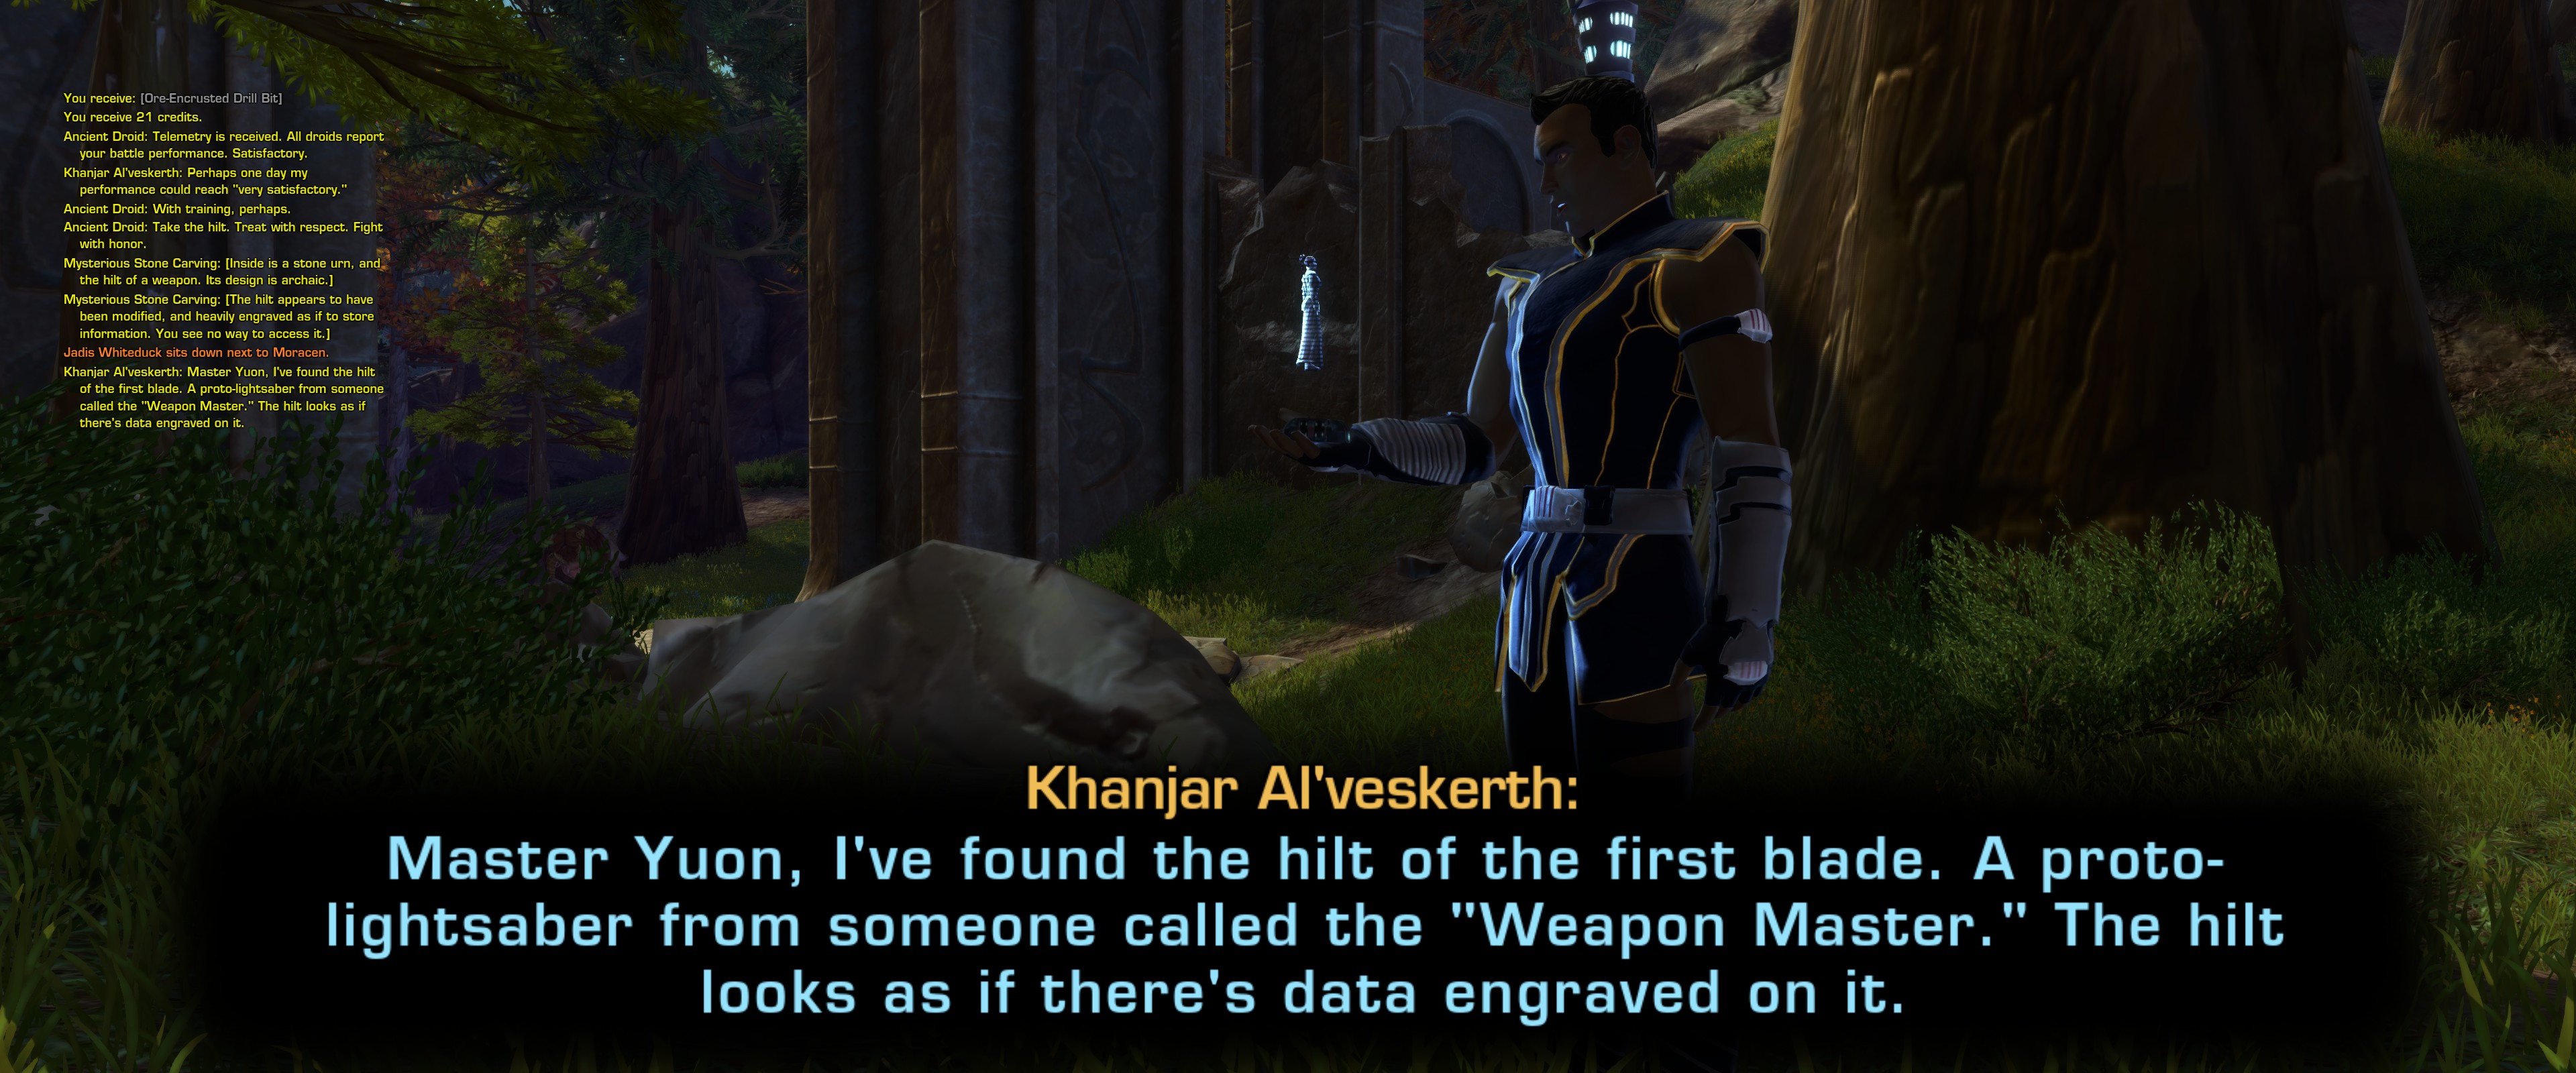 You receive: [Ore-Encrusted Drill Bit]
You receive 21 credits.
Ancient Droid: Telemetry is received. All droids report
your battle performance. Satisfactory.
Khanjar Al'veskerth: Perhaps one day my
performance could reach "very satisfactory."
Ancient Droid: With training, perhaps.
Ancient Droid: Take the hilt. Treat with respect. Fight
with honor.
Mysterious Stone Carving: [Inside is a stone urn, and
the hilt of a weapon. Its design is archaic.]
Mysterious Stone Carving: [The hilt appears to have
been modified, and heavily engraved as if to store
information. You see no way to access it.]
Jadis Whiteduck sits down next to Moracen.
Khanjar Al'veskerth: Master Yuon, I've found the hilt
of the first blade. A proto-lightsaber from someone
called the "Weapon Master." The hilt looks as if
there's data engraved on it.
Khanjar Al'veskerth:
Master Yuon, I've found the hilt of the first blade. A proto-
lightsaber from someone called the "Weapon Master." The hilt
looks as if there's data engraved on it.